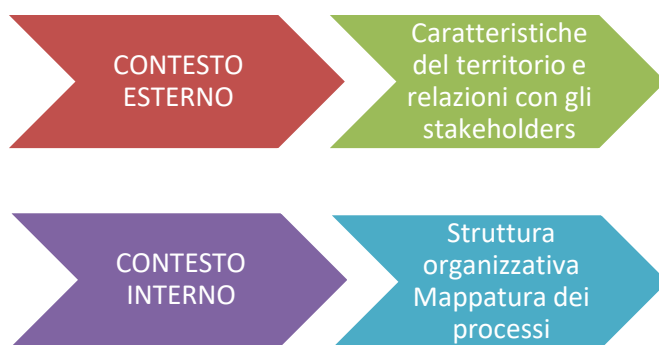 CONTESTO
ESTERNO
Caratteristiche
del territorio e
relazioni con gli
stakeholders
CONTESTO
INTERNO
Struttura
organizzativa
Mappatura dei
processi